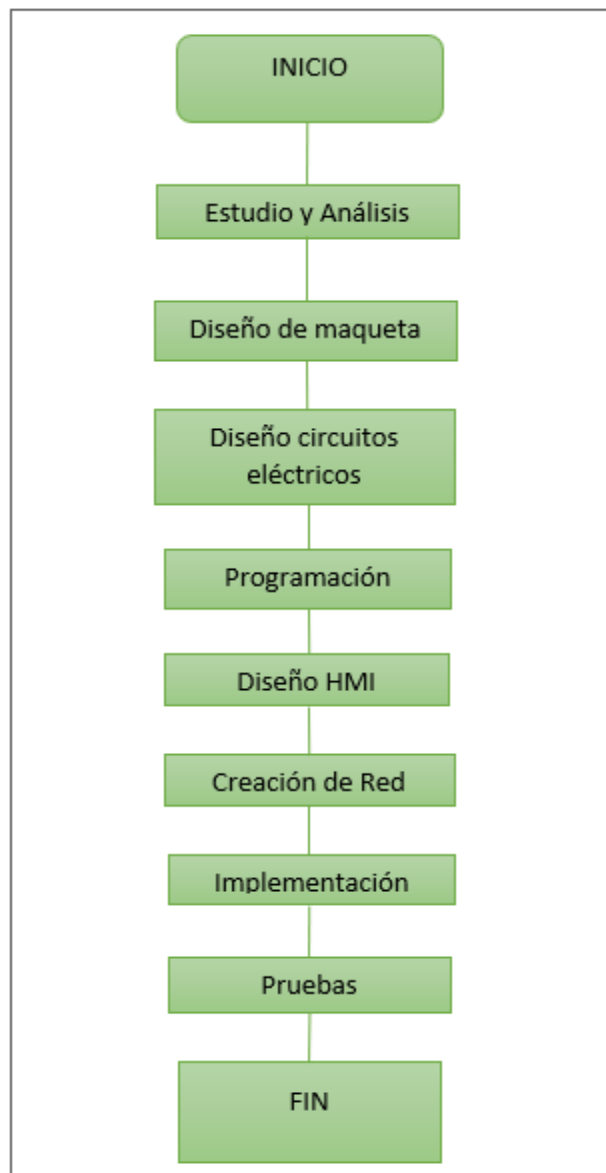 INICIO
Estudio y Análisis
Diseño de maqueta
Diseño circuitos
eléctricos
Programación
Diseño HMI
Creación de Red
Implementación
Pruebas
FIN